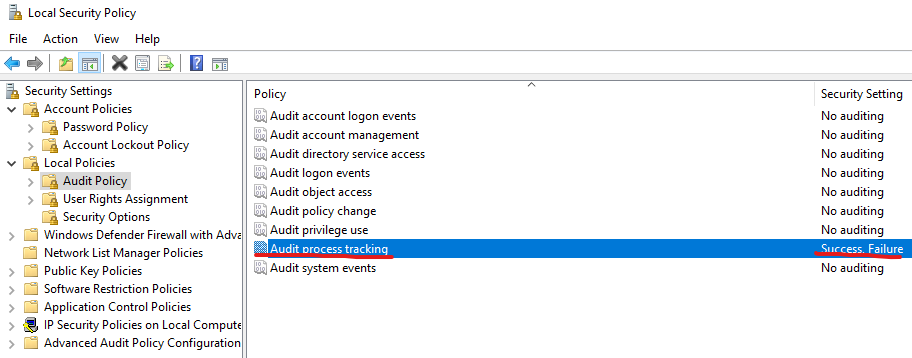 Local Security Policy
File Action View Help
Security Settings
Account Policies
Password Policy
Account Lockout Policy
Local Policies
Audit Policy
User Rights Assignment
Security Options
Windows Defender Firewall with Adva
Network List Manager Policies
Public Key Policies
Software Restriction Policies
Application Control Policies
IP Security Policies on Local Compute
Advanced Audit Policy Configuration
Policy Security Setting
Audit account logon events No auditing
Audit account management No auditing
Audit directory service access No auditing
Audit logon events No auditing
Audit object access No auditing
Audit policy change No auditing
Audit privilege use No auditing
Audit process tracking Success, Failure
Audit system events No auditing